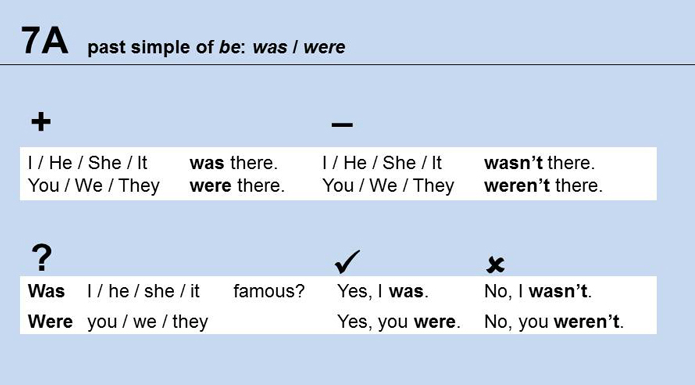 7A past simple of be: was / were
+ –
I / He / She / It was there. I / He / She / It wasn’t there.
You / We / They were there. You / We / They weren’t there.
? ✓ ✗
Was I / he / she / it famous? Yes, I was. No, I wasn’t.
Were you / we / they Yes, you were. No, you weren’t.